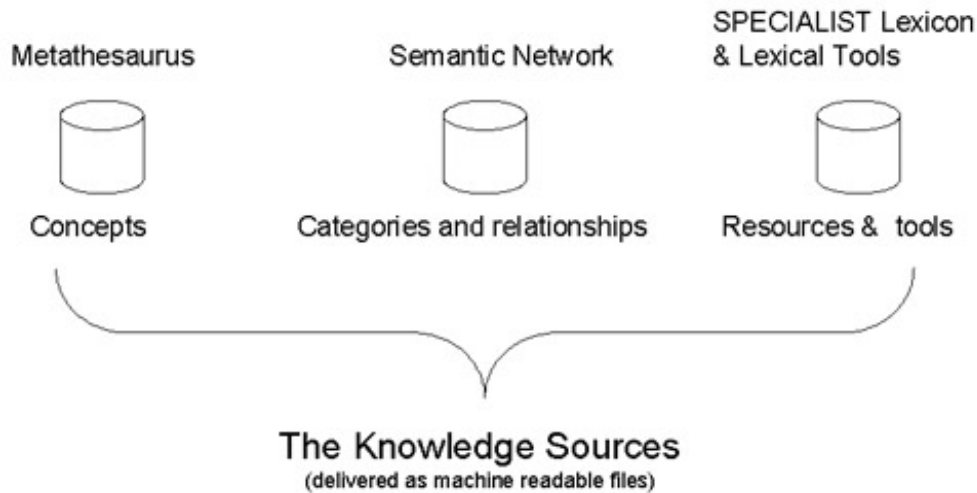 Metathesaurus
Semantic Network
SPECIALIST Lexicon
& Lexical Tools
Concepts
Categories and relationships
Resources & tools
The Knowledge Sources
(delivered as machine readable files)